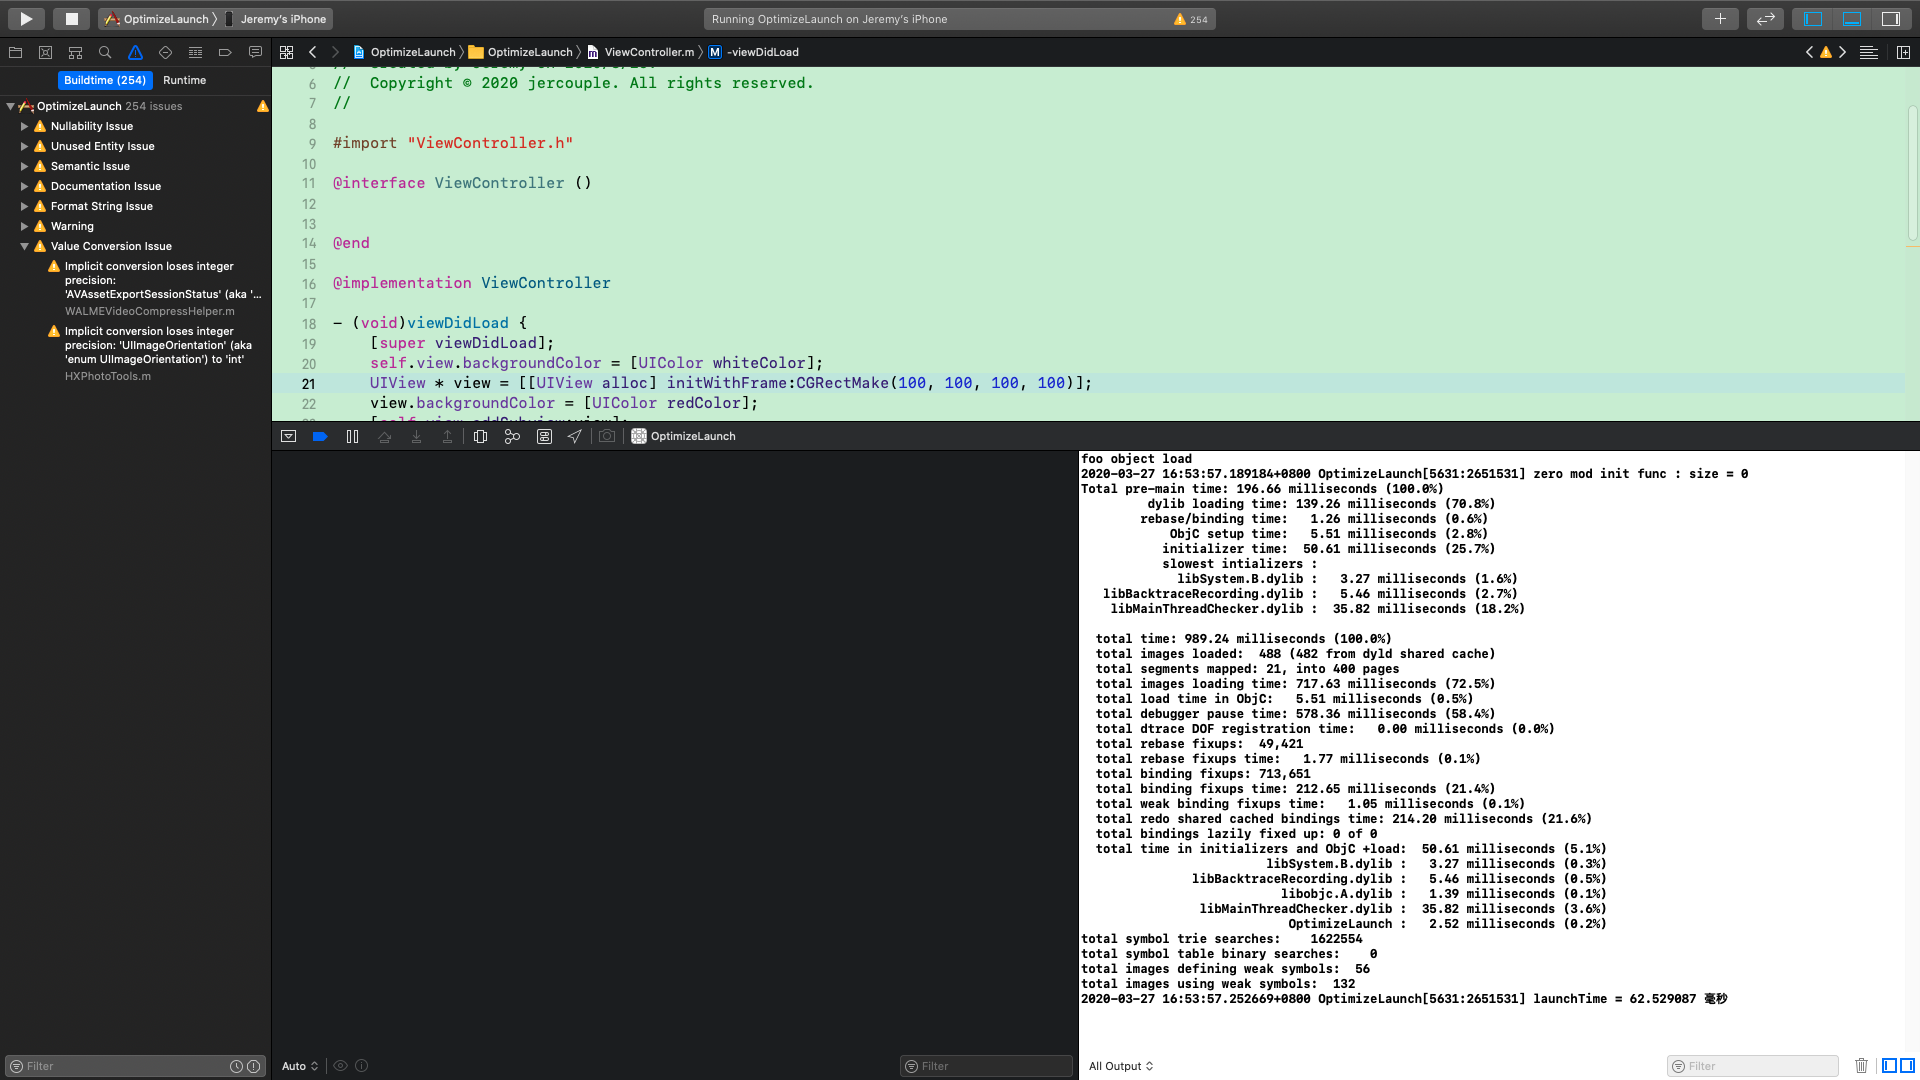 OptimizeLaunch
Jeremy's iPhone
Running OptimizeLaunch on Jeremy's iPhone
254
OptimizeLaunch
OptimizeLaunch
ViewController.m
M
-viewDidLoad
Buildtime (254)
Runtime
OptimizeLaunch 254 issues
Nullability Issue
Unused Entity Issue
Semantic Issue
Documentation Issue
Format String Issue
Warning
Value Conversion Issue
Implicit conversion loses integer
precision:
'AVAssetExportSessionStatus' (aka '...
WALMEVideoCompressHelper.m
Implicit conversion loses integer
precision: 'UIImageOrientation' (aka
'enum UIImageOrientation') to 'int'
HXPhotoTools.m
Filter
6 //  Copyright © 2020 jercouple. All rights reserved.
7 //
8
9 #import "ViewController.h"
10
11 @interface ViewController ()
12
13
14 @end
15
16 @implementation ViewController
17
18 - (void)viewDidLoad {
19     [super viewDidLoad];
20     self.view.backgroundColor = [UIColor whiteColor];
21     UIView * view = [[UIView alloc] initWithFrame:CGRectMake(100, 100, 100, 100)];
22     view.backgroundColor = [UIColor redColor];
OptimizeLaunch
foo object load
2020-03-27 16:53:57.189184+0800 OptimizeLaunch[5631:2651531] zero mod init func : size = 0
Total pre-main time: 196.66 milliseconds (100.0%)
dylib loading time: 139.26 milliseconds (70.8%)
rebase/binding time:   1.26 milliseconds (0.6%)
ObjC setup time:   5.51 milliseconds (2.8%)
initializer time:  50.61 milliseconds (25.7%)
slowest intializers :
libSystem.B.dylib :   3.27 milliseconds (1.6%)
libBacktraceRecording.dylib :   5.46 milliseconds (2.7%)
libMainThreadChecker.dylib :  35.82 milliseconds (18.2%)
total time: 989.24 milliseconds (100.0%)
total images loaded:  488 (482 from dyld shared cache)
total segments mapped: 21, into 400 pages
total images loading time: 717.63 milliseconds (72.5%)
total load time in ObjC:   5.51 milliseconds (0.5%)
total debugger pause time: 578.36 milliseconds (58.4%)
total dtrace DOF registration time:   0.00 milliseconds (0.0%)
total rebase fixups:  49,421
total rebase fixups time:   1.77 milliseconds (0.1%)
total binding fixups: 713,651
total binding fixups time: 212.65 milliseconds (21.4%)
total weak binding fixups time:   1.05 milliseconds (0.1%)
total redo shared cached bindings time: 214.20 milliseconds (21.6%)
total bindings lazily fixed up: 0 of 0
total time in initializers and ObjC +load:  50.61 milliseconds (5.1%)
libSystem.B.dylib :   3.27 milliseconds (0.3%)
libBacktraceRecording.dylib :   5.46 milliseconds (0.5%)
libobjc.A.dylib :   1.39 milliseconds (0.1%)
libMainThreadChecker.dylib :  35.82 milliseconds (3.6%)
OptimizeLaunch :   2.52 milliseconds (0.2%)
total symbol trie searches:    1622554
total symbol table binary searches:    0
total images defining weak symbols:  56
total images using weak symbols:  132
2020-03-27 16:53:57.252669+0800 OptimizeLaunch[5631:2651531] launchTime = 62.529087 毫秒
Auto
Filter
All Output
Filter